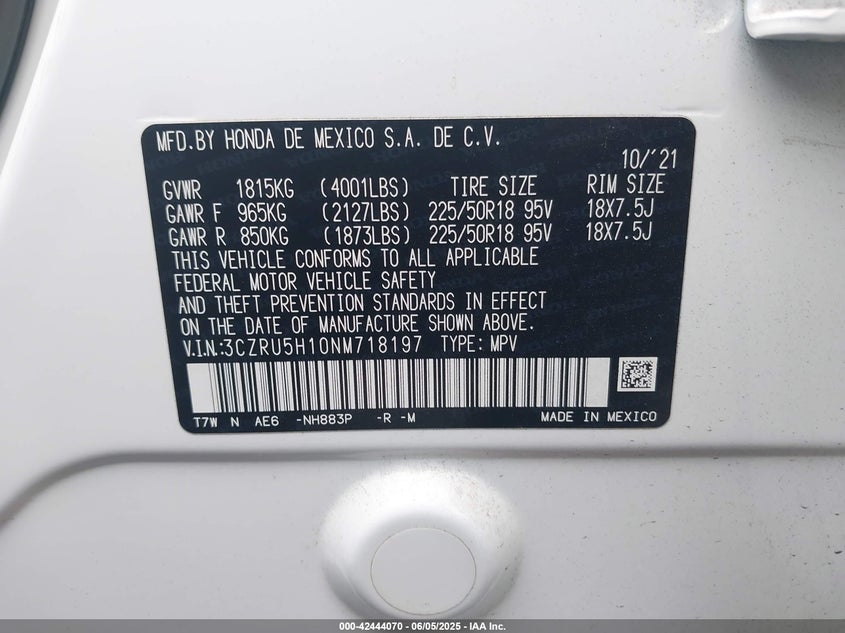 MFD.BY HONDA DE MEXICO S.A. DE C.V.
10/'21
GVWR 1815KG (4001LBS) TIRE SIZE RIM SIZE
GAWR F 965KG (2127LBS) 225/50R18 95V 18X7.5J
GAWR R 850KG (1873LBS) 225/50R18 95V 18X7.5J
THIS VEHICLE CONFORMS TO ALL APPLICABLE
FEDERAL MOTOR VEHICLE SAFETY
AND THEFT PREVENTION STANDARDS IN EFFECT
ON THE DATE OF MANUFACTURE SHOWN ABOVE.
V.I.N:3CZRU5H10NM718197 TYPE: MPV
T7W N AE6 -NH883P -R -M MADE IN MEXICO
000-42444070 - 06/05/2025 - IAA Inc.